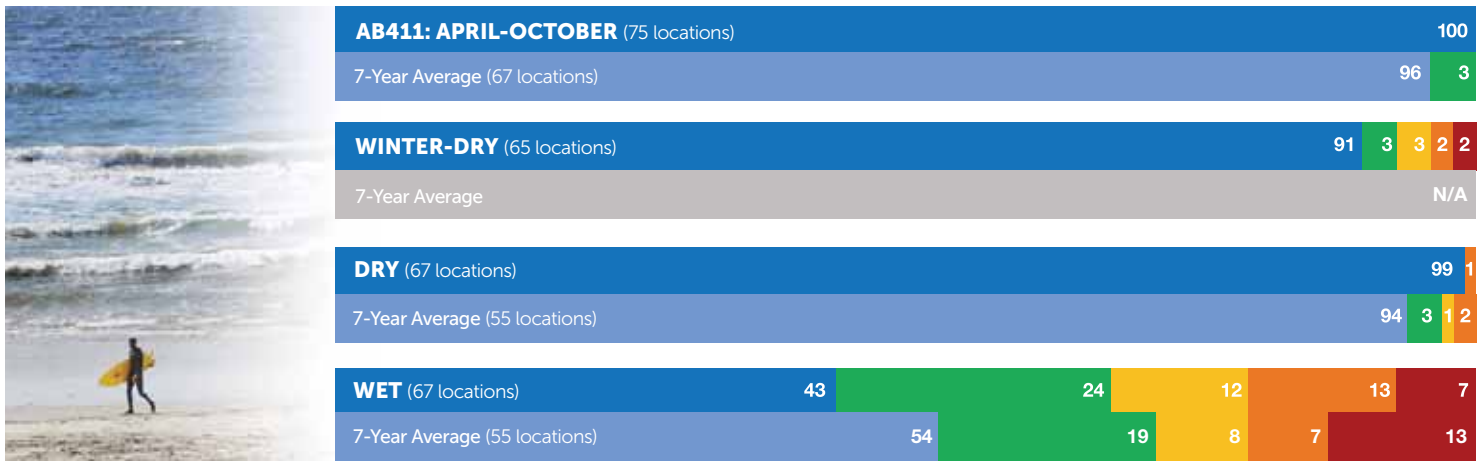 AB411: APRIL-OCTOBER (75 locations) 100
7-Year Average (67 locations) 96 3
WINTER-DRY (65 locations) 91 3 3 2 2
7-Year Average N/A
DRY (67 locations) 99 1
7-Year Average (55 locations) 94 3 1 2
WET (67 locations) 43 24 12 13 7
7-Year Average (55 locations) 54 19 8 7 13